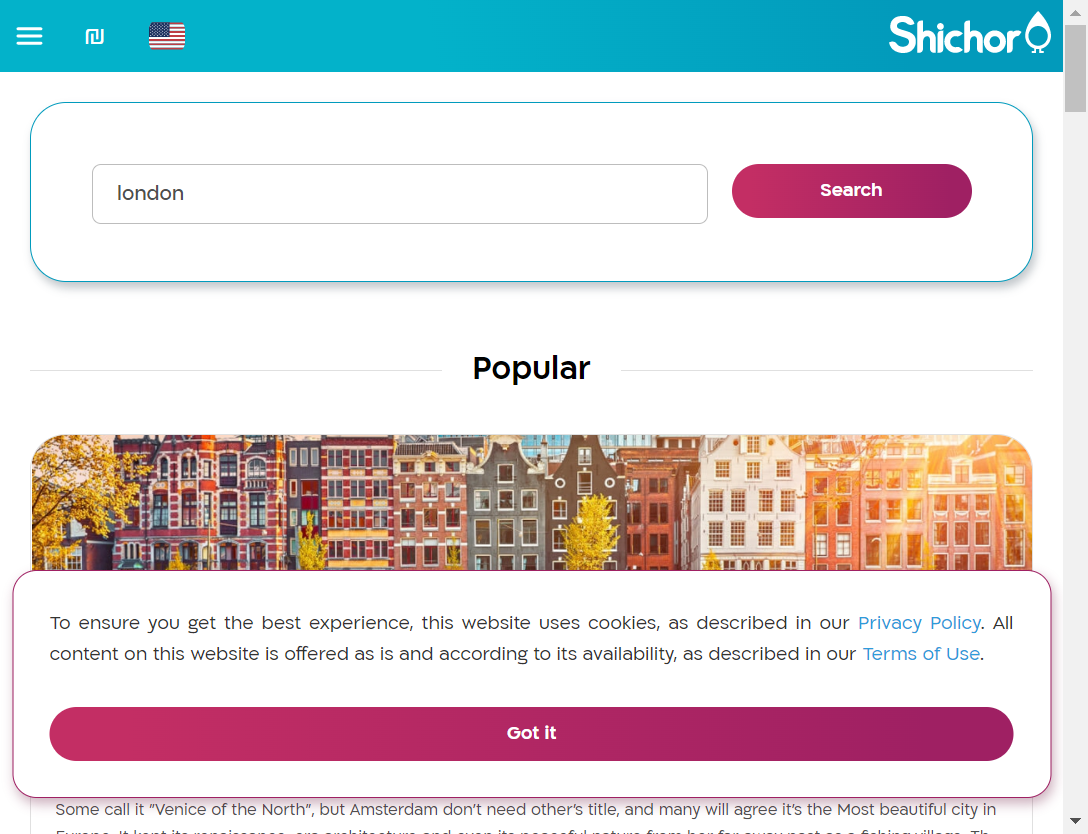 ₪
Shichor
london
Search
Popular
To ensure you get the best experience, this website uses cookies, as described in our Privacy Policy. All
content on this website is offered as is and according to its availability, as described in our Terms of Use.
Got it
Some call it "Venice of the North", but Amsterdam don't need other's title, and many will agree it's the Most beautiful city in